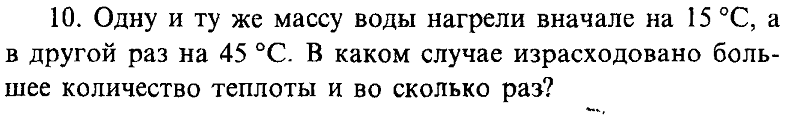 10. Одну и ту же массу воды нагрели вначале на 15 °С, а
в другой раз на 45 °С. В каком случае израсходовано боль-
шее количество теплоты и во сколько раз?